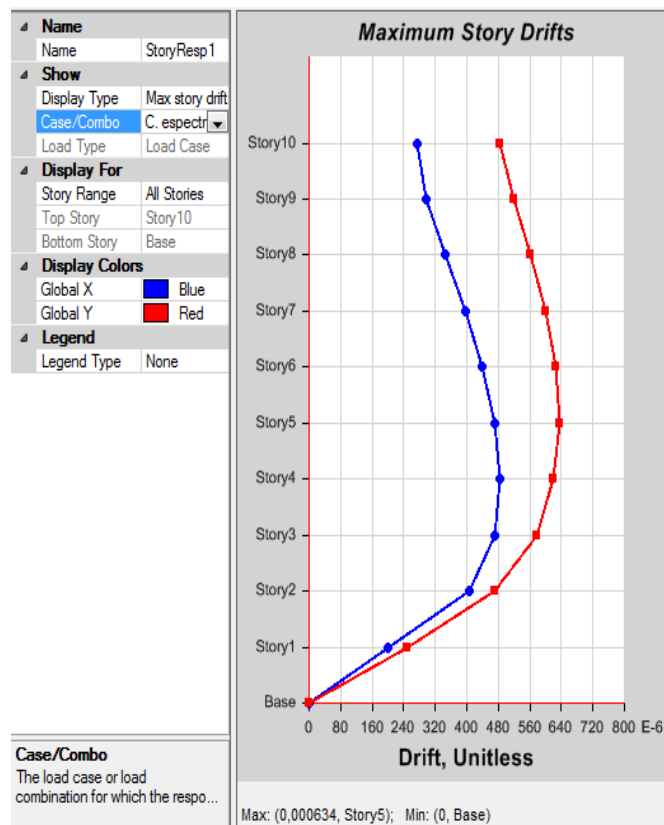 Name
Name StoryResp1
Show
Display Type Max story drift
Case/Combo C. espectr
Load Type Load Case
Display For
Story Range All Stories
Top Story Story10
Bottom Story Base
Display Colors
Global X Blue
Global Y Red
Legend
Legend Type None
Case/Combo
The load case or load
combination for which the respo...
Maximum Story Drifts
Story10
Story9
Story8
Story7
Story6
Story5
Story4
Story3
Story2
Story1
Base
0 80 160 240 320 400 480 560 640 720 800 E-6
Drift, Unitless
Max: (0,000634, Story5); Min: (0, Base)